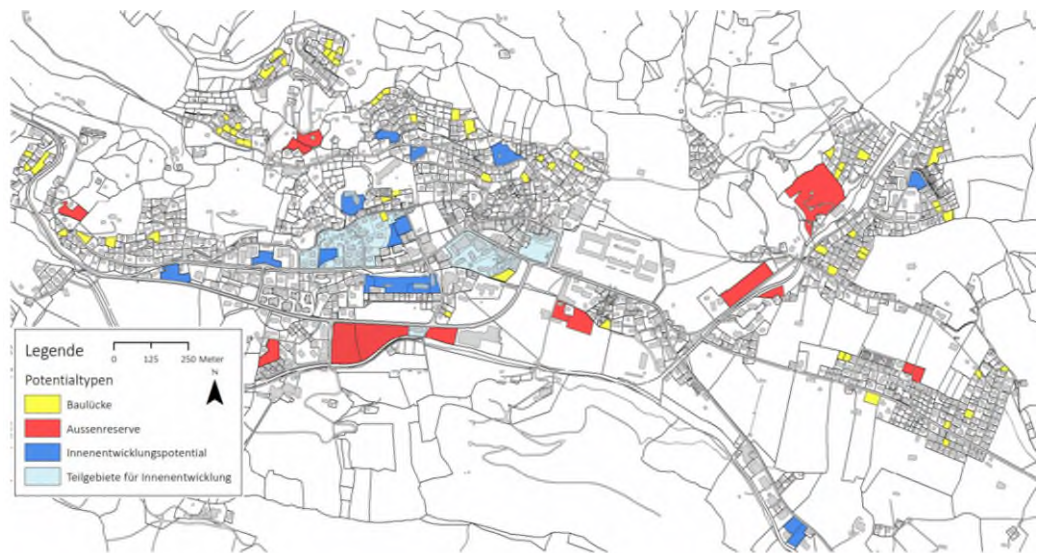 Legende
0 125 250 Meter
N
Potentialtypen
Baulücke
Aussenreserve
Innenentwicklungspotential
Teilgebiete für Innenentwicklung